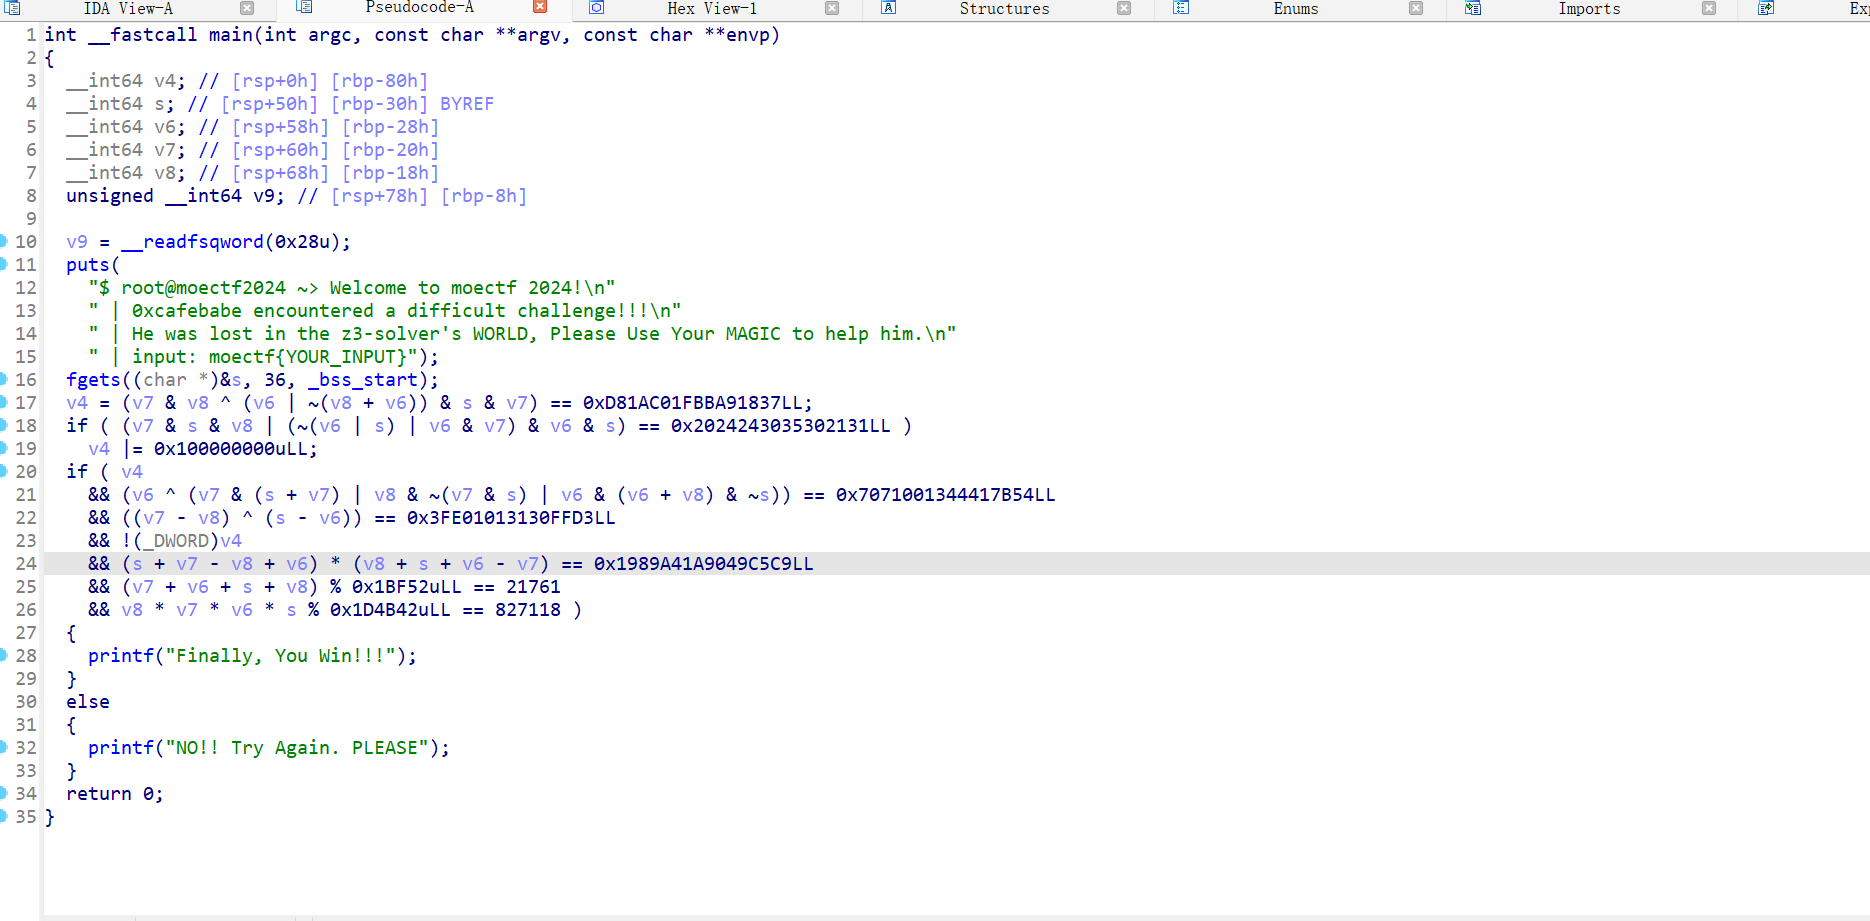 IDA View-A Pseudocode-A Hex View-1 Structures Enums Imports Ex
1 int __fastcall main(int argc, const char **argv, const char **envp)
2 {
3 __int64 v4; // [rsp+0h] [rbp-80h]
4 __int64 s; // [rsp+50h] [rbp-30h] BYREF
5 __int64 v6; // [rsp+58h] [rbp-28h]
6 __int64 v7; // [rsp+60h] [rbp-20h]
7 __int64 v8; // [rsp+68h] [rbp-18h]
8 unsigned __int64 v9; // [rsp+78h] [rbp-8h]
9
10 v9 = __readfsqword(0x28u);
11 puts(
12 "$ root@moectf2024 ~> Welcome to moectf 2024!\n"
13 " | 0xcafebabe encountered a difficult challenge!!!\n"
14 " | He was lost in the z3-solver's WORLD, Please Use Your MAGIC to help him.\n"
15 " | input: moectf{YOUR_INPUT}");
16 fgets((char *)&s, 36, _bss_start);
17 v4 = (v7 & v8 ^ (v6 | ~(v8 + v6)) & s & v7) == 0xD81AC01FBBA91837LL;
18 if ( (v7 & s & v8 | (~(v6 | s) | v6 & v7) & v6 & s) == 0x2024243035302131LL )
19 v4 |= 0x100000000uLL;
20 if ( v4
21 && (v6 ^ (v7 & (s + v7) | v8 & ~(v7 & s) | v6 & (v6 + v8) & ~s)) == 0x7071001344417B54LL
22 && ((v7 - v8) ^ (s - v6)) == 0x3FE01013130FFD3LL
23 && !(_DWORD)v4
24 && (s + v7 - v8 + v6) * (v8 + s + v6 - v7) == 0x1989A41A9049C5C9LL
25 && (v7 + v6 + s + v8) % 0x1BF52uLL == 21761
26 && v8 * v7 * v6 * s % 0x1D4B42uLL == 827118 )
27 {
28 printf("Finally, You Win!!!");
29 }
30 else
31 {
32 printf("NO!! Try Again. PLEASE");
33 }
34 return 0;
35 }